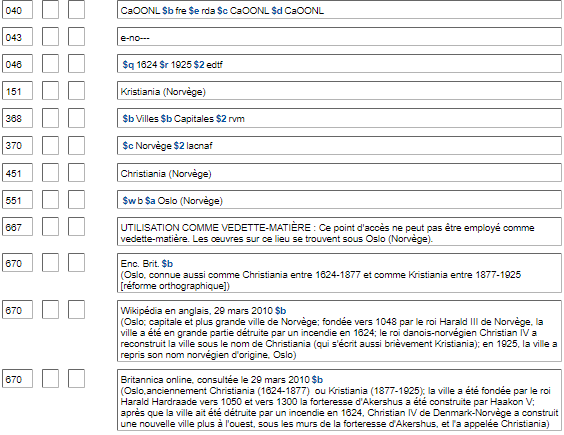 040 CaOONL $b fre $e rda $c CaOONL $d CaOONL
043 e-no---
046 $q 1624 $r 1925 $2 edtf
151 Kristiania (Norvège)
368 $b Villes $b Capitales $2 rvm
370 $c Norvège $2 lacnaf
451 Christiania (Norvège)
551 $w b $a Oslo (Norvège)
667 UTILISATION COMME VEDETTE-MATIÈRE : Ce point d'accès ne peut pas être employé comme
vedette-matière. Les œuvres sur ce lieu se trouvent sous Oslo (Norvège).
670 Enc. Brit. $b
(Oslo, connue aussi comme Christiania entre 1624-1877 et comme Kristiania entre 1877-1925
[réforme orthographique])
670 Wikipédia en anglais, 29 mars 2010 $b
(Oslo; capitale et plus grande ville de Norvège; fondée vers 1048 par le roi Harald III de Norvège, la
ville a été en grande partie détruite par un incendie en 1624; le roi danois-norvégien Christian IV a
reconstruit la ville sous le nom de Christiania (qui s'écrit aussi brièvement Kristiania); en 1925, la ville a
repris son nom norvégien d'origine, Oslo)
670 Britannica online, consultée le 29 mars 2010 $b
(Oslo,anciennement Christiania (1624-1877) ou Kristiania (1877-1925); la ville a été fondée par le roi
Harald Hardraade vers 1050 et vers 1300 la forteresse d'Akershus a été construite par Haakon V;
après que la ville ait été détruite par un incendie en 1624, Christian IV de Denmark-Norvège a construit
une nouvelle ville plus à l'ouest, sous les murs de la forteresse d'Akershus, et l'a appelée Christiania)